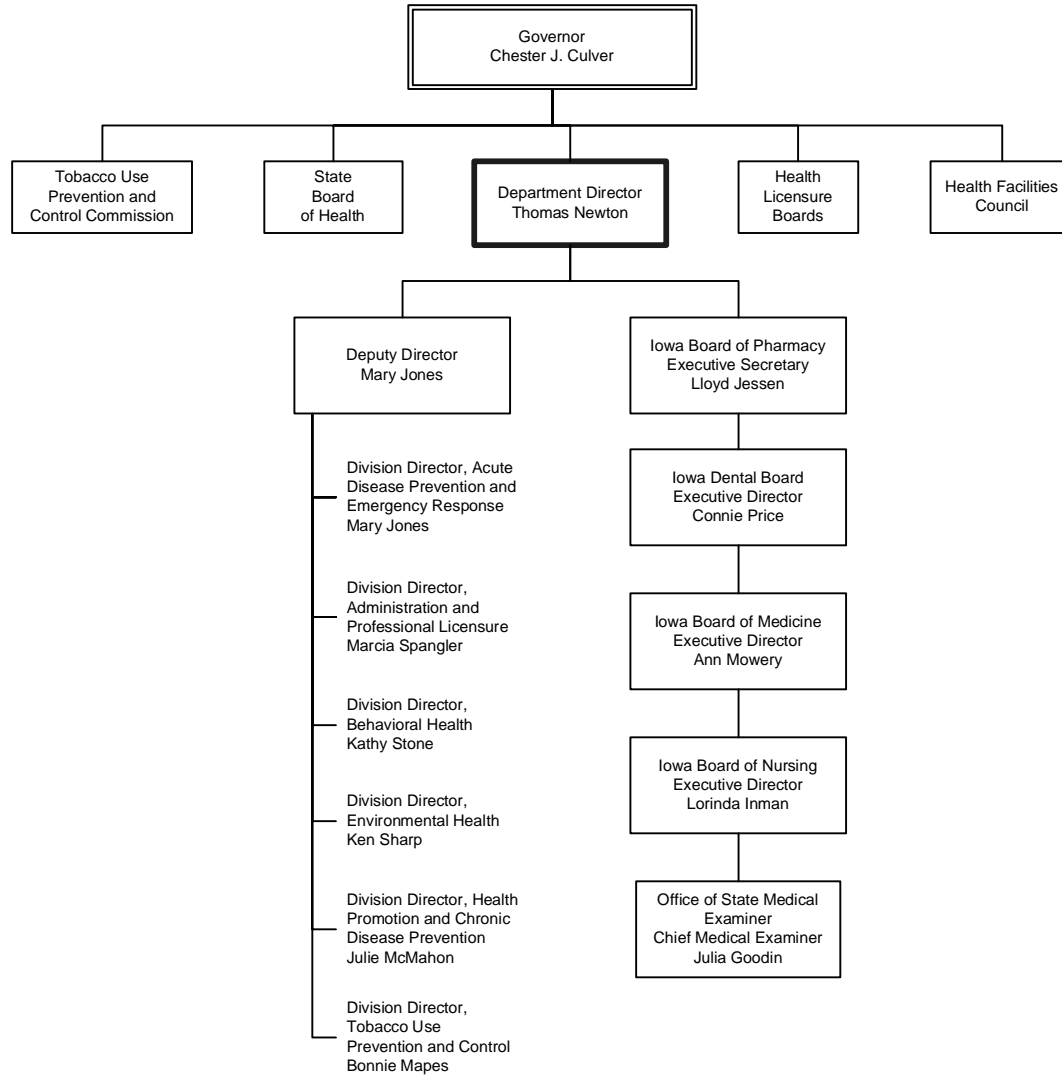 Governor
Chester J. Culver
Tobacco Use
Prevention and
Control Commission
State
Board
of Health
Department Director
Thomas Newton
Health
Licensure
Boards
Health Facilities
Council
Deputy Director
Mary Jones
Division Director, Acute
Disease Prevention and
Emergency Response
Mary Jones
Division Director,
Administration and
Professional Licensure
Marcia Spangler
Division Director,
Behavioral Health
Kathy Stone
Division Director,
Environmental Health
Ken Sharp
Division Director, Health
Promotion and Chronic
Disease Prevention
Julie McMahon
Division Director,
Tobacco Use
Prevention and Control
Bonnie Mapes
Iowa Board of Pharmacy
Executive Secretary
Lloyd Jessen
Iowa Dental Board
Executive Director
Connie Price
Iowa Board of Medicine
Executive Director
Ann Mowery
Iowa Board of Nursing
Executive Director
Lorinda Inman
Office of State Medical
Examiner
Chief Medical Examiner
Julia Goodin